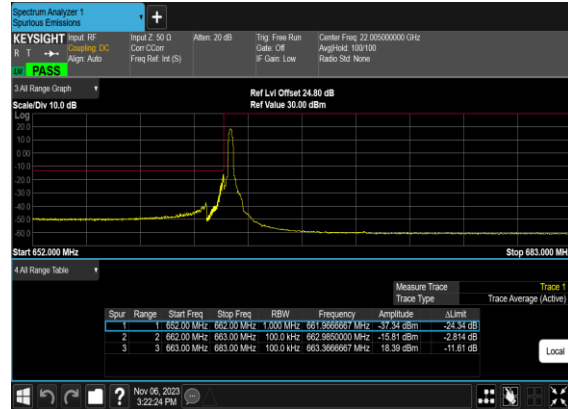 Spectrum Analyzer 1
Spurious Emissions
KEYSIGHT Input: RF Input Z: 50 Ω Atten: 20 dB Trig: Free Run Center Freq: 22.005000000 GHz
R T Coupling: DC Corr CCorr Gate: Off Avg|Hold: 100/100
Align: Auto Freq Ref: Int (S) IF Gain: Low Radio Std: None
PASS
3 All Range Graph
Ref Lvl Offset 24.80 dB
Scale/Div 10.0 dB Ref Value 30.00 dBm
Log
20.0
10.0
0.00
-10.0
-20.0
-30.0
-40.0
-50.0
-60.0
Start 652.000 MHz Stop 683.000 MH
4 All Range Table
Measure Trace Trace 1
Trace Type Trace Average (Active)
Spur Range Start Freq Stop Freq RBW Frequency Amplitude ΔLimit
1 1 652.00 MHz 662.00 MHz 1.000 MHz 661.9666667 MHz -37.34 dBm -24.34 dB
2 2 662.00 MHz 663.00 MHz 100.0 kHz 662.9850000 MHz -15.81 dBm -2.814 dB
3 3 663.00 MHz 683.00 MHz 100.0 kHz 663.3666667 MHz 18.39 dBm -11.61 dB
Local
? Nov 06, 2023
3:22:24 PM